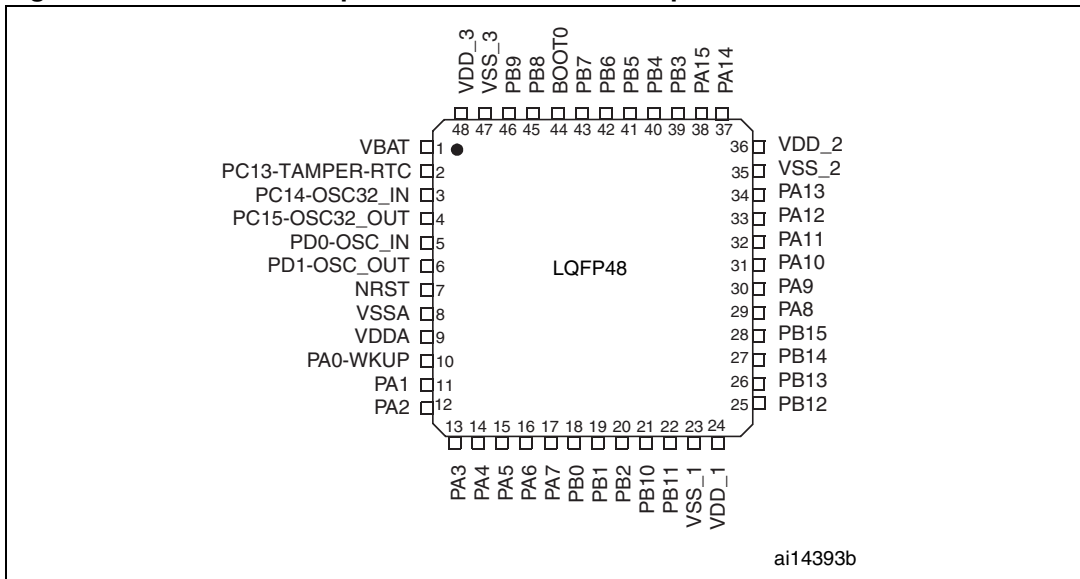 VDD_3
VSS_3
PB9
PB8
BOOT0
PB7
PB6
PB5
PB4
PB3
PA15
PA14
48 47 46 45 44 43 42 41 40 39 38 37
VBAT 1
PC13-TAMPER-RTC 2
PC14-OSC32_IN 3
PC15-OSC32_OUT 4
PD0-OSC_IN 5
PD1-OSC_OUT 6
NRST 7
VSSA 8
VDDA 9
PA0-WKUP 10
PA1 11
PA2 12
LQFP48
36 VDD_2
35 VSS_2
34 PA13
33 PA12
32 PA11
31 PA10
30 PA9
29 PA8
28 PB15
27 PB14
26 PB13
25 PB12
13 14 15 16 17 18 19 20 21 22 23 24
PA3
PA4
PA5
PA6
PA7
PB0
PB1
PB2
PB10
PB11
VSS_1
VDD_1
ai14393b